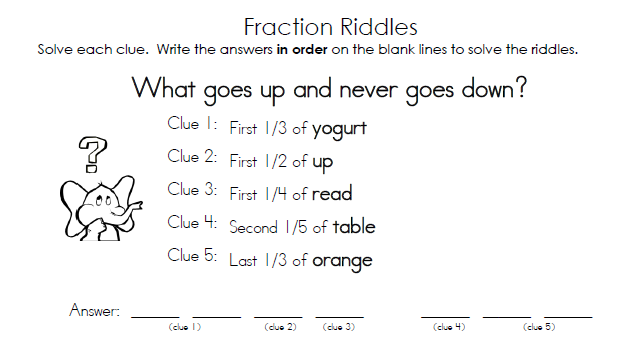 Fraction Riddles
Solve each clue. Write the answers in order on the blank lines to solve the riddles.
What goes up and never goes down?
Clue 1: First 1/3 of yogurt
Clue 2: First 1/2 of up
Clue 3: First 1/4 of read
Clue 4: Second 1/5 of table
Clue 5: Last 1/3 of orange
?
Answer:
(clue 1) (clue 2) (clue 3) (clue 4) (clue 5)